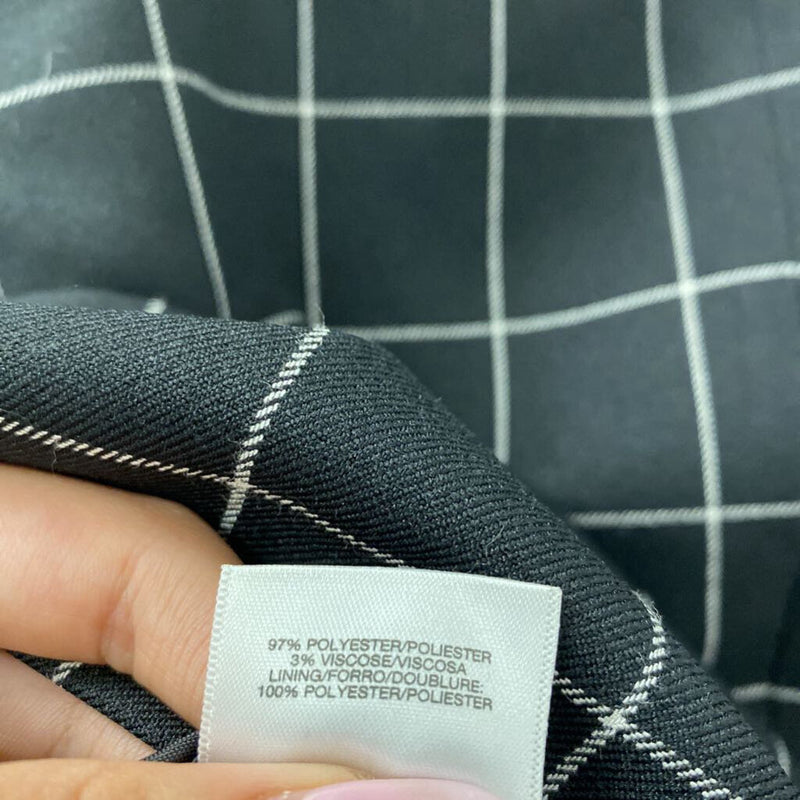 97% POLYESTER/POLIESTER
3% VISCOSE/VISCOSA
LINING/FORRO/DOUBLURE:
100% POLYESTER/POLIESTER